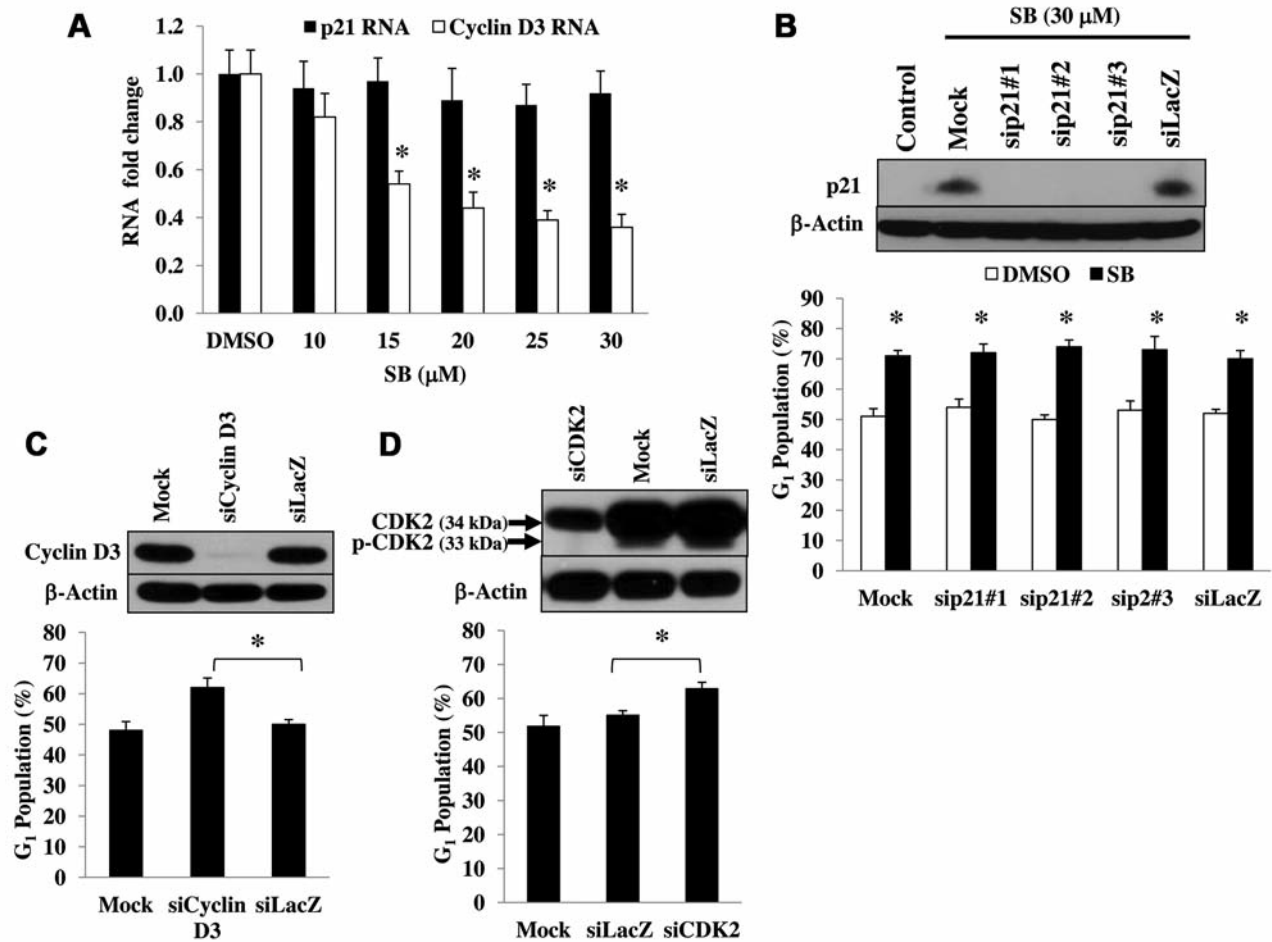 A
1.2
1.0
0.8
0.6
0.4
0.2
0.0
RNA fold change
p21 RNA
Cyclin D3 RNA
*
*
*
*
DMSO 10 15 20 25 30
SB (µM)
B
SB (30 µM)
Control
Mock
sip21#1
sip21#2
sip21#3
siLacZ
p21
β-Actin
DMSO
SB
90
80
70
60
50
40
30
20
10
0
G1 Population (%)
* * * * *
Mock sip21#1 sip21#2 sip2#3 siLacZ
C
Mock
siCyclin D3
siLacZ
Cyclin D3
β-Actin
80
70
60
50
40
30
20
10
0
G1 Population (%)
*
Mock siCyclin siLacZ
D3
D
siCDK2
Mock
siLacZ
CDK2 (34 kDa)
p-CDK2 (33 kDa)
β-Actin
80
70
60
50
40
30
20
10
0
G1 Population (%)
*
Mock siLacZ siCDK2